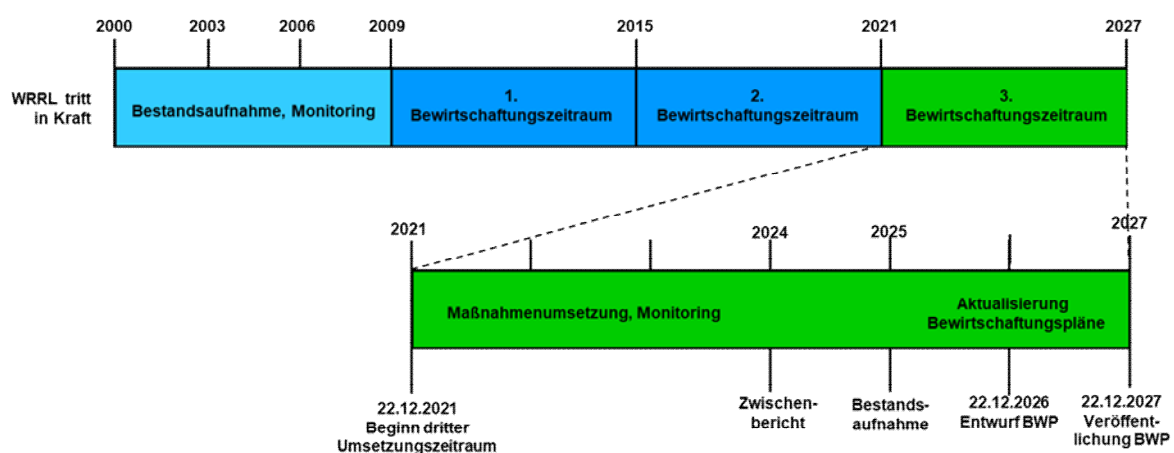 2000 2003 2006 2009 2015 2021 2027
WRRL tritt
in Kraft
Bestandsaufnahme, Monitoring
1.
Bewirtschaftungszeitraum
2.
Bewirtschaftungszeitraum
3.
Bewirtschaftungszeitraum
2021 2024 2025 2027
Maßnahmenumsetzung, Monitoring
Aktualisierung
Bewirtschaftungspläne
22.12.2021
Beginn dritter
Umsetzungszeitraum
Zwischen-
bericht
Bestands-
aufnahme
22.12.2026
Entwurf BWP
22.12.2027
Veröffent-
lichung BWP